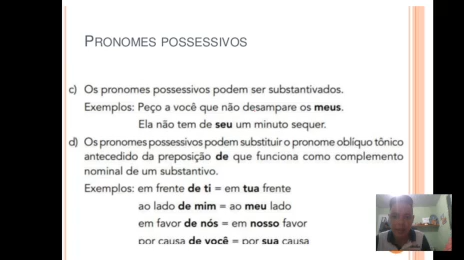 PRONOMES POSSESSIVOS
c) Os pronomes possessivos podem ser substantivados.
Exemplos: Peço a você que não desampare os meus.
Ela não tem de seu um minuto sequer.
d) Os pronomes possessivos podem substituir o pronome oblíquo tônico
antecedido da preposição de que funciona como complemento
nominal de um substantivo.
Exemplos: em frente de ti = em tua frente
ao lado de mim = ao meu lado
em favor de nós = em nosso favor
por causa de você = por sua causa